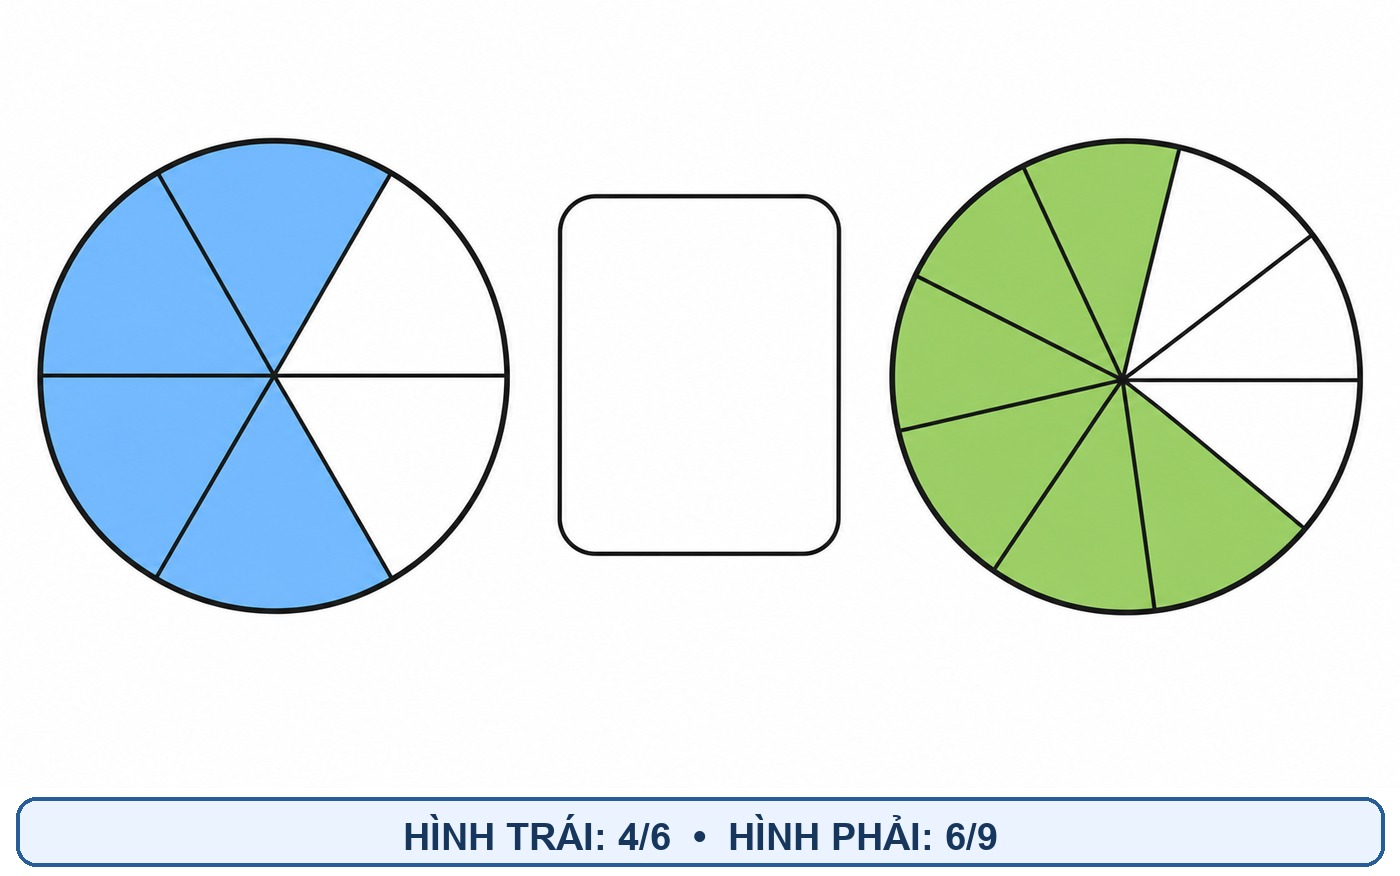 HÌNH TRÁI: 4/6 • HÌNH PHẢI: 6/9